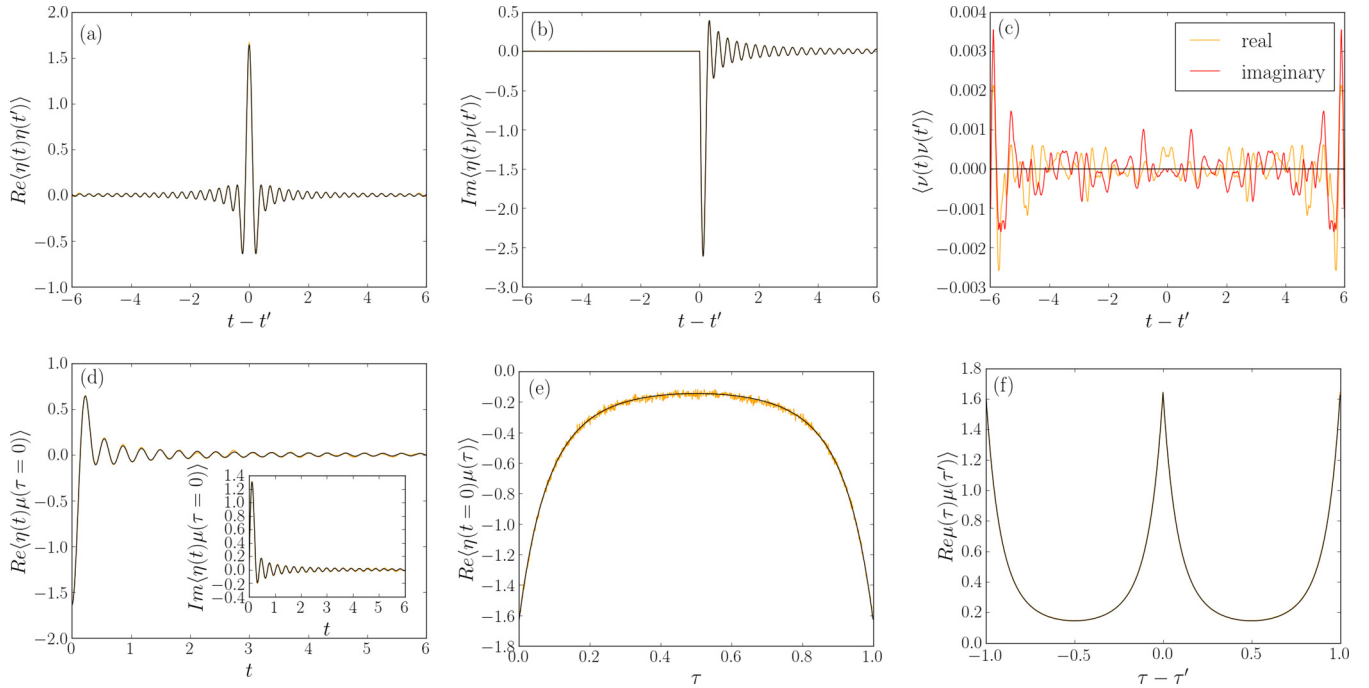 (a)
Re⟨η(t)η(t′)⟩
2.0
1.5
1.0
0.5
0.0
−0.5
−1.0
−6 −4 −2 0 2 4 6
t − t′
(b)
Im⟨η(t)ν(t′)⟩
0.5
0.0
−0.5
−1.0
−1.5
−2.0
−2.5
−3.0
−6 −4 −2 0 2 4 6
t − t′
(c)
real
imaginary
⟨ν(t)ν(t′)⟩
0.004
0.003
0.002
0.001
0.000
−0.001
−0.002
−0.003
−6 −4 −2 0 2 4 6
t − t′
(d)
Re⟨η(t)μ(τ = 0)⟩
1.0
0.5
0.0
−0.5
−1.0
−1.5
−2.0
0 1 2 3 4 5 6
t
Im⟨η(t)μ(τ = 0)⟩
1.4
1.2
1.0
0.8
0.6
0.4
0.2
0.0
−0.2
−0.4
0 1 2 3 4 5 6
t
(e)
Re⟨η(t = 0)μ(τ)⟩
0.0
−0.2
−0.4
−0.6
−0.8
−1.0
−1.2
−1.4
−1.6
−1.8
0.0 0.2 0.4 0.6 0.8 1.0
τ
(f)
Reμ(τ)μ(τ′)⟩
1.8
1.6
1.4
1.2
1.0
0.8
0.6
0.4
0.2
0.0
−1.0 −0.5 0.0 0.5 1.0
τ − τ′